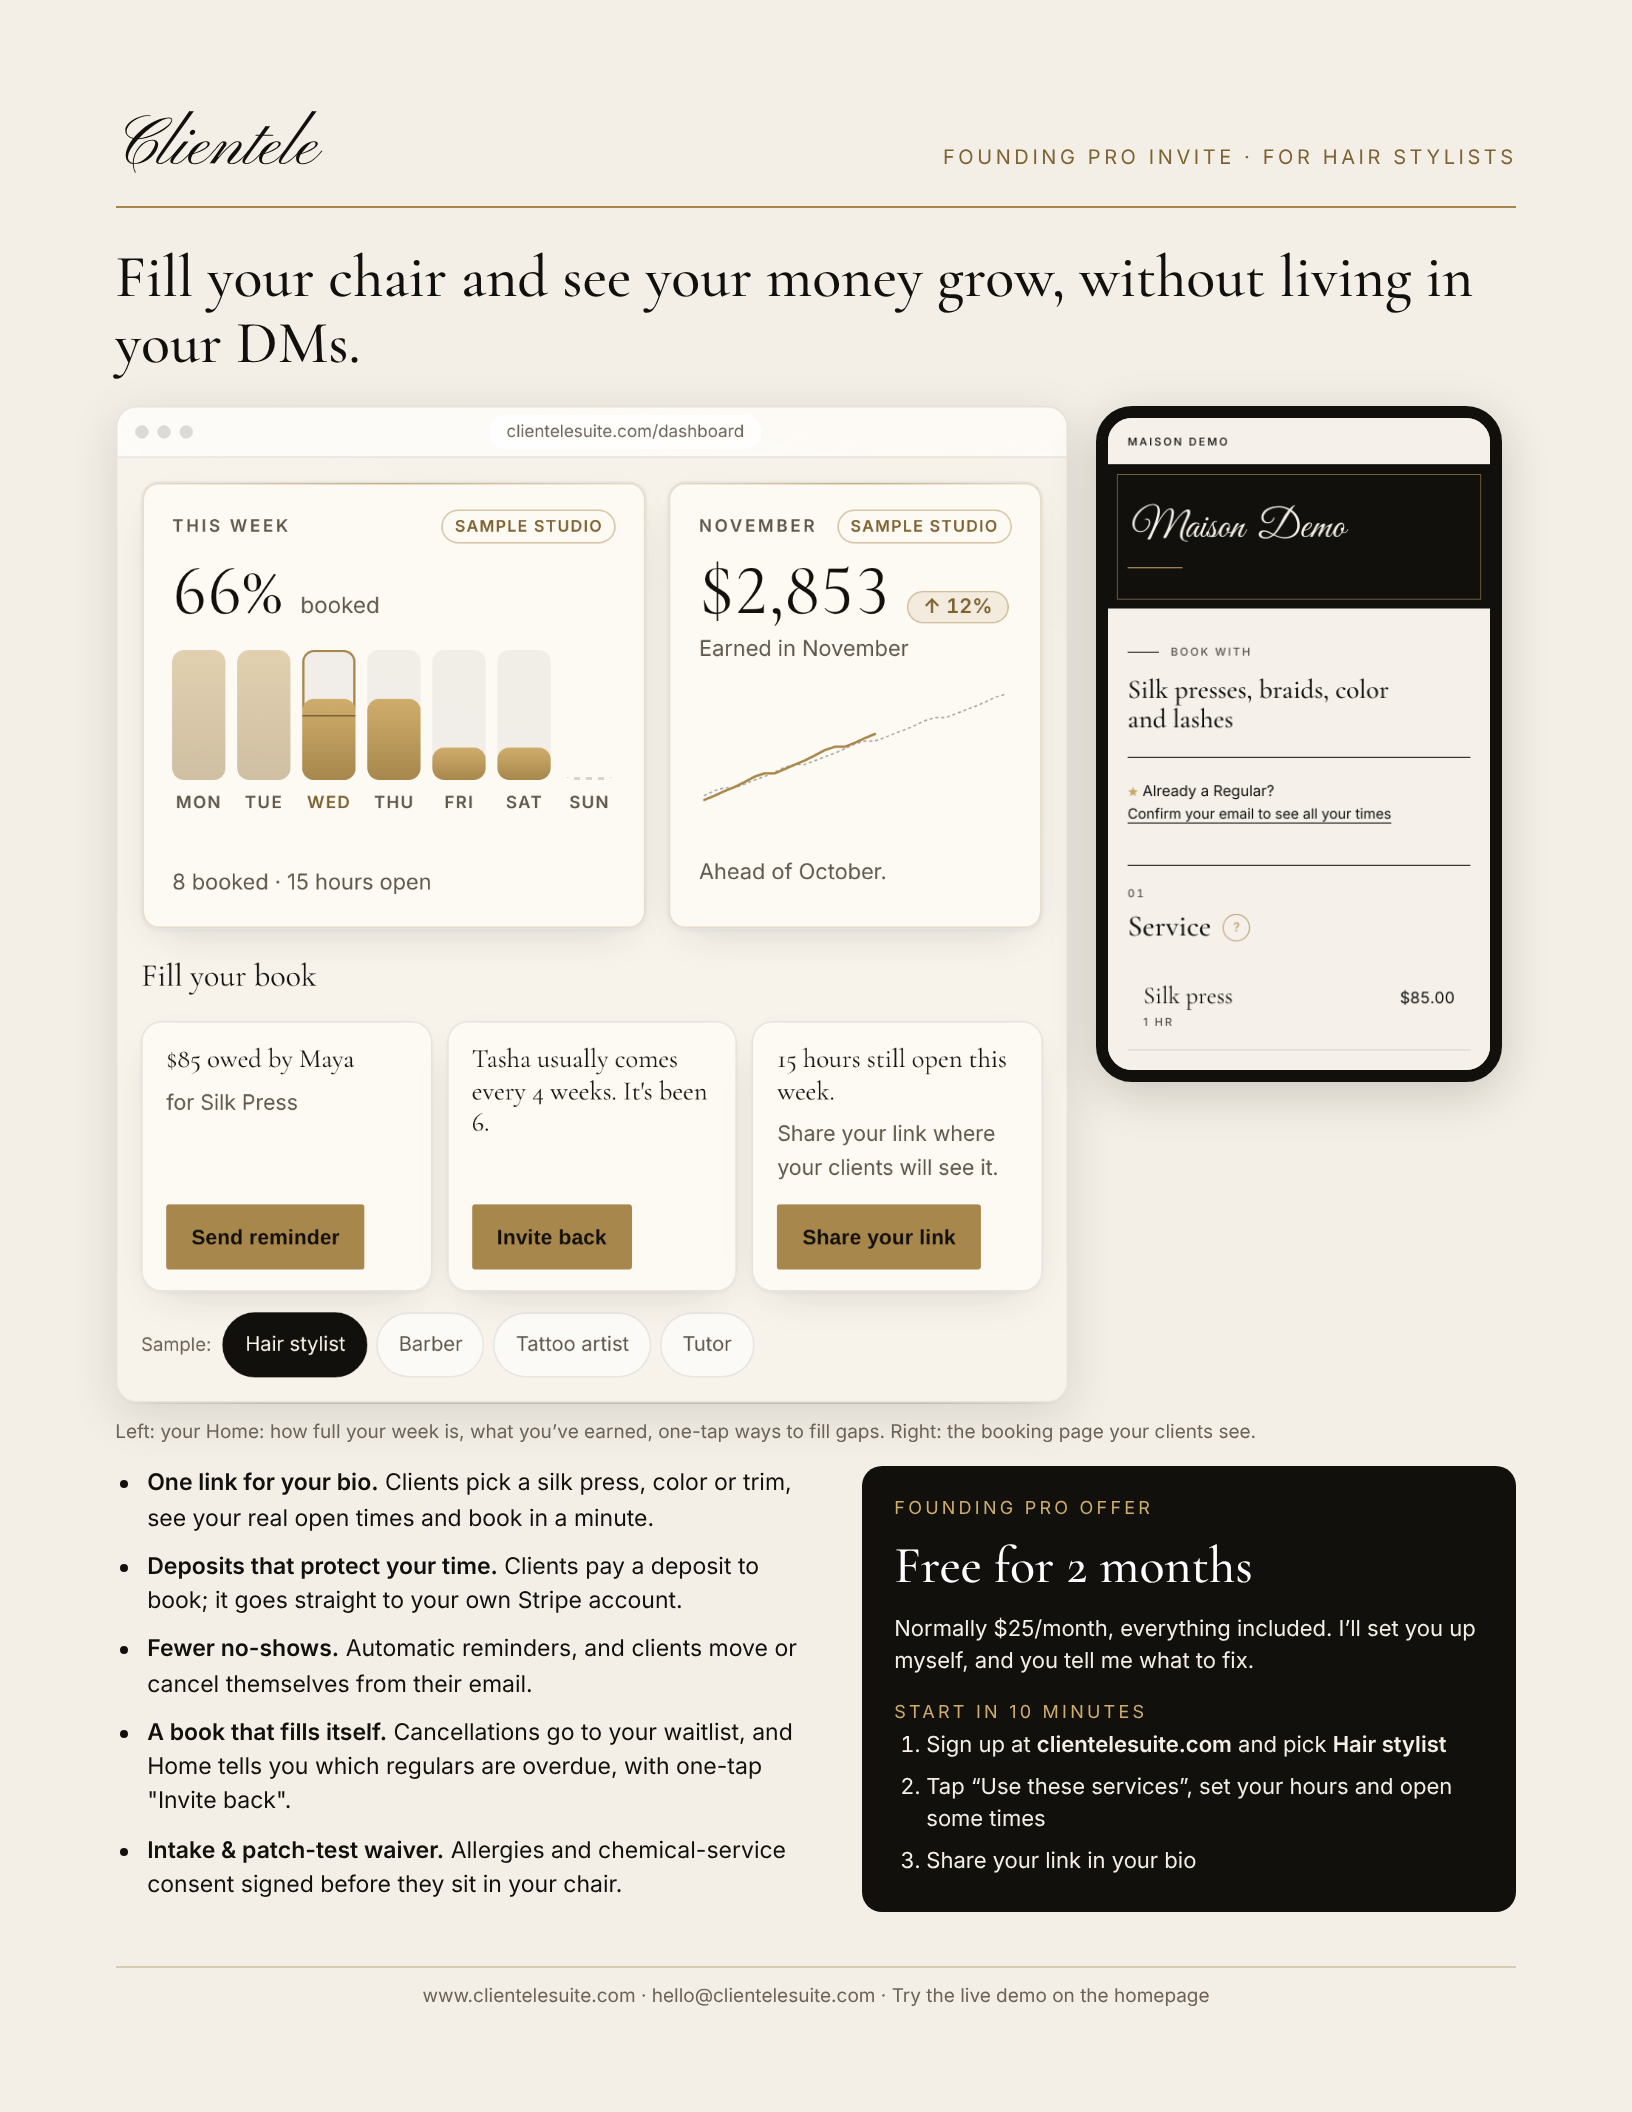 Clientele
FOUNDING PRO INVITE · FOR HAIR STYLISTS
Fill your chair and see your money grow, without living in
your DMs.
clientelesuite.com/dashboard
THIS WEEK
SAMPLE STUDIO
66% booked
MON TUE WED THU FRI SAT SUN
8 booked · 15 hours open
NOVEMBER
SAMPLE STUDIO
$2,853 ↑ 12%
Earned in November
Ahead of October.
Fill your book
$85 owed by Maya
for Silk Press
Send reminder
Tasha usually comes
every 4 weeks. It's been
6.
Invite back
15 hours still open this
week.
Share your link where
your clients will see it.
Share your link
Sample: Hair stylist Barber Tattoo artist Tutor
MAISON DEMO
Maison Demo
BOOK WITH
Silk presses, braids, color
and lashes
★ Already a Regular?
Confirm your email to see all your times
01
Service ?
Silk press $85.00
1 HR
Left: your Home: how full your week is, what you’ve earned, one-tap ways to fill gaps. Right: the booking page your clients see.
• One link for your bio. Clients pick a silk press, color or trim,
see your real open times and book in a minute.
• Deposits that protect your time. Clients pay a deposit to
book; it goes straight to your own Stripe account.
• Fewer no-shows. Automatic reminders, and clients move or
cancel themselves from their email.
• A book that fills itself. Cancellations go to your waitlist, and
Home tells you which regulars are overdue, with one-tap
"Invite back".
• Intake & patch-test waiver. Allergies and chemical-service
consent signed before they sit in your chair.
FOUNDING PRO OFFER
Free for 2 months
Normally $25/month, everything included. I’ll set you up
myself, and you tell me what to fix.
START IN 10 MINUTES
1. Sign up at clientelesuite.com and pick Hair stylist
2. Tap “Use these services”, set your hours and open
some times
3. Share your link in your bio
www.clientelesuite.com · hello@clientelesuite.com · Try the live demo on the homepage